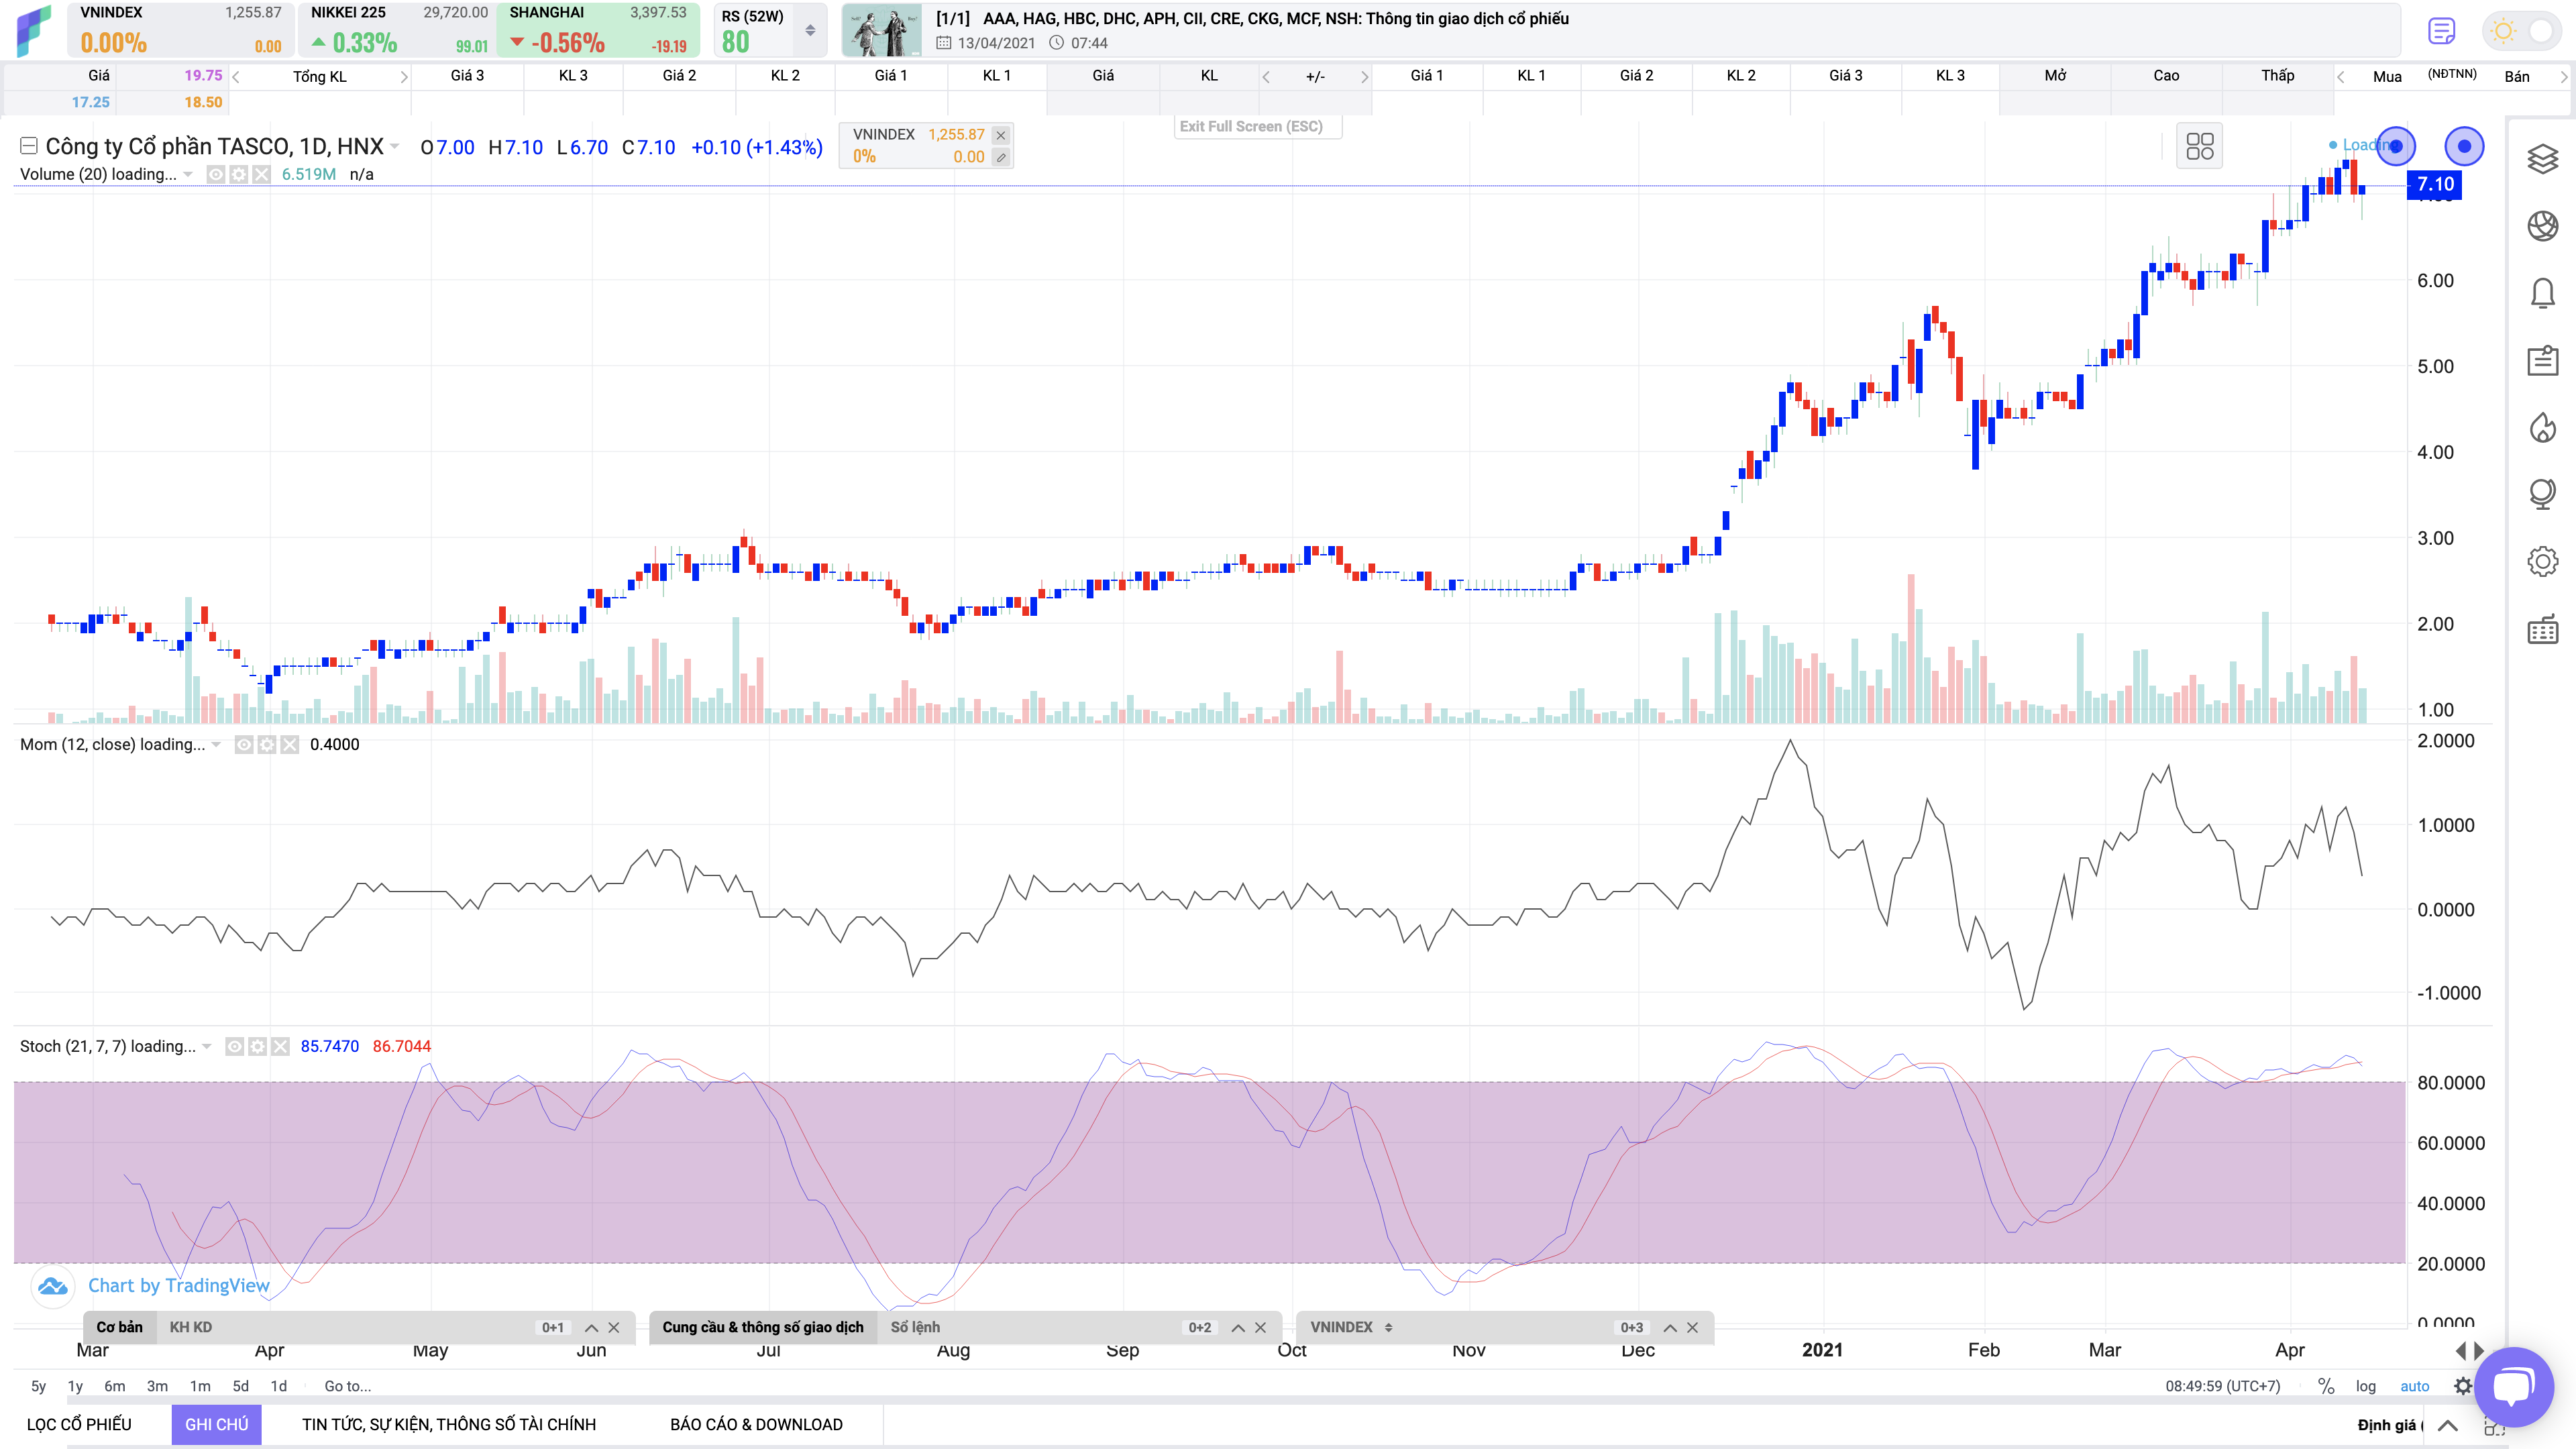 VNINDEX 1,255.87
0.00% 0.00
NIKKEI 225 29,720.00
0.33% 99.01
SHANGHAI 3,397.53
-0.56% -19.19
RS (52W)
80
[1/1] AAA, HAG, HBC, DHC, APH, CII, CRE, CKG, MCF, NSH: Thông tin giao dịch cổ phiếu
13/04/2021 07:44
Giá 19.75 Tổng KL Giá 3 KL 3 Giá 2 KL 2 Giá 1 KL 1 Giá KL +/- Giá 1 KL 1 Giá 2 KL 2 Giá 3 KL 3 Mở Cao Thấp Mua (NĐTNN) Bán
17.25 18.50
Exit Full Screen (ESC)
Công ty Cổ phần TASCO, 1D, HNX O 7.00 H 7.10 L 6.70 C 7.10 +0.10 (+1.43%)
VNINDEX 1,255.87
0% 0.00
Loading
Volume (20) loading... 6.519M n/a
7.10
6.00
5.00
4.00
3.00
2.00
1.00
Mom (12, close) loading... 0.4000
2.0000
1.0000
0.0000
-1.0000
Stoch (21, 7, 7) loading... 85.7470 86.7044
80.0000
60.0000
40.0000
20.0000
0.0000
Chart by TradingView
Cơ bản KH KD 0+1
Cung cầu & thông số giao dịch Sổ lệnh 0+2
VNINDEX 0+3
Mar Apr May Jun Jul Aug Sep Oct Nov Dec 2021 Feb Mar Apr
5y 1y 6m 3m 1m 5d 1d Go to... 08:49:59 (UTC+7) % log auto
LỌC CỔ PHIẾU GHI CHÚ TIN TỨC, SỰ KIỆN, THÔNG SỐ TÀI CHÍNH BÁO CÁO & DOWNLOAD Định giá (